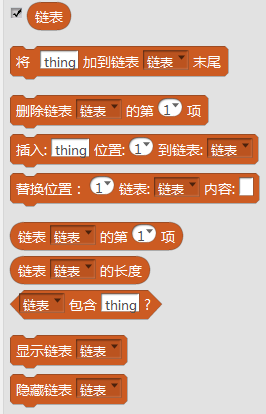 链表
将 thing 加到链表 链表 末尾
删除链表 链表 的第 1 项
插入: thing 位置: 1 到链表: 链表
替换位置： 1 链表: 链表 内容:
链表 链表 的第 1 项
链表 链表 的长度
链表 包含 thing ?
显示链表 链表
隐藏链表 链表